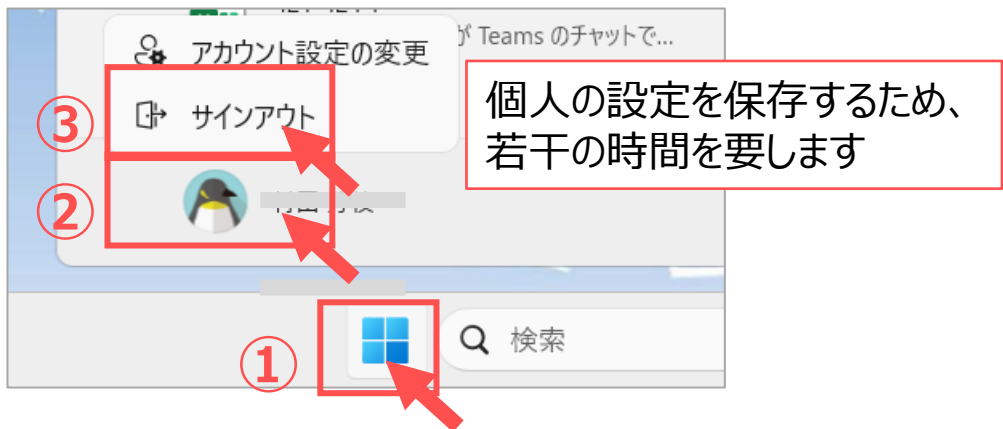 が Teams のチャットで...
アカウント設定の変更
③
サインアウト
個人の設定を保存するため、
若干の時間を要します
②
①
検索